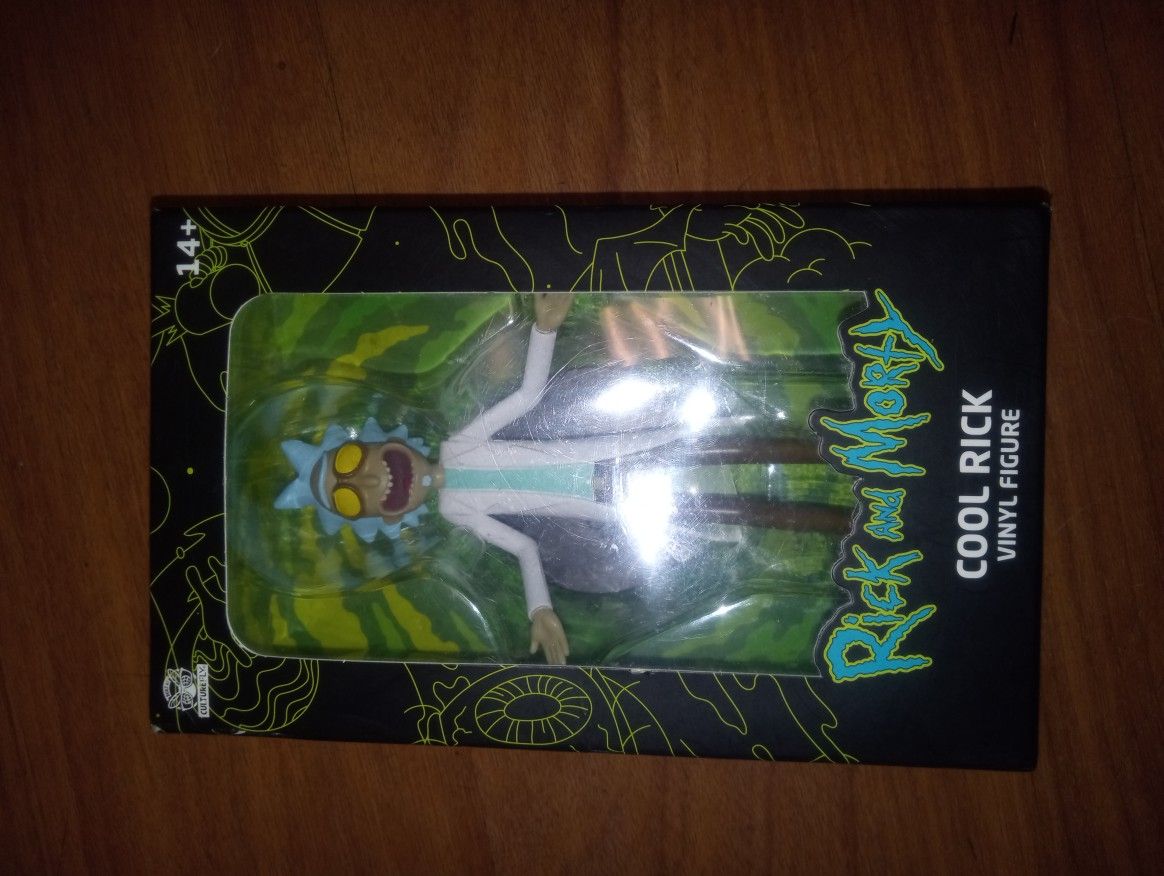 CULTUREFLY
14+
Rick and Morty
COOL RICK
VINYL FIGURE